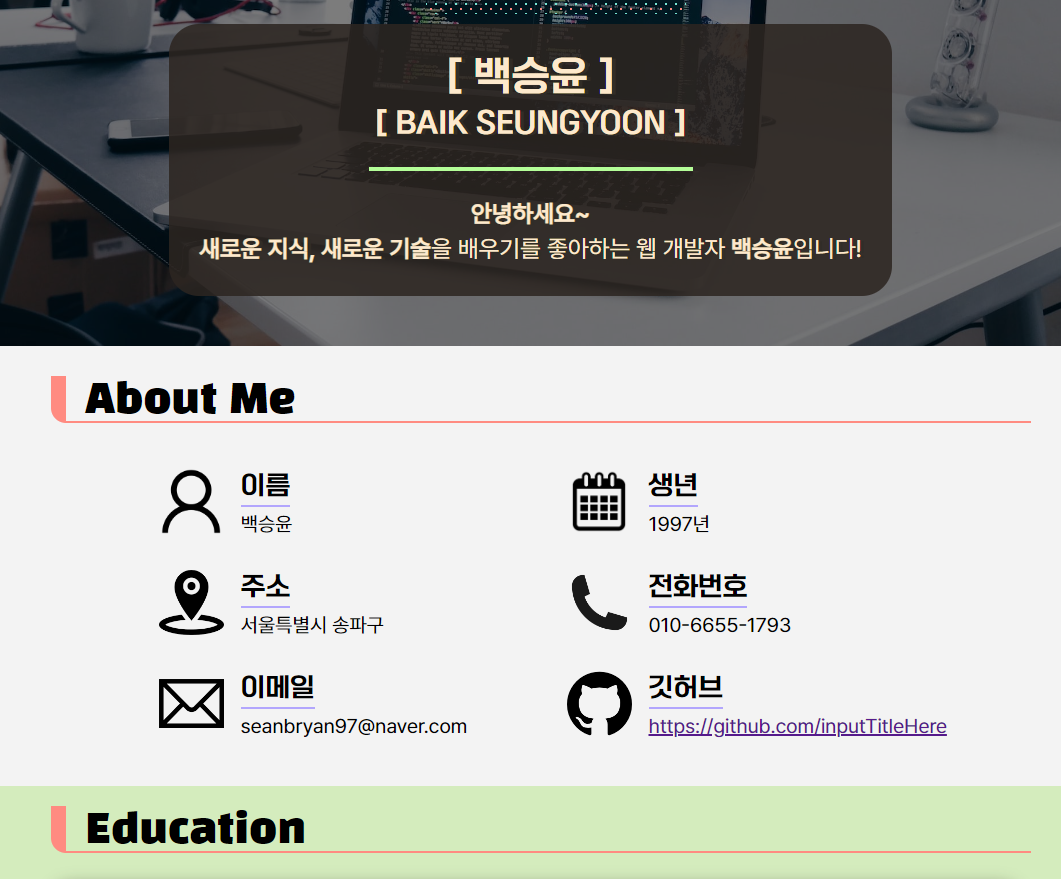 [ 백승윤 ]
[ BAIK SEUNGYOON ]
안녕하세요~
새로운 지식, 새로운 기술을 배우기를 좋아하는 웹 개발자 백승윤입니다!
About Me
이름
백승윤
생년
1997년
주소
서울특별시 송파구
전화번호
010-6655-1793
이메일
seanbryan97@naver.com
깃허브
https://github.com/inputTitleHere
Education